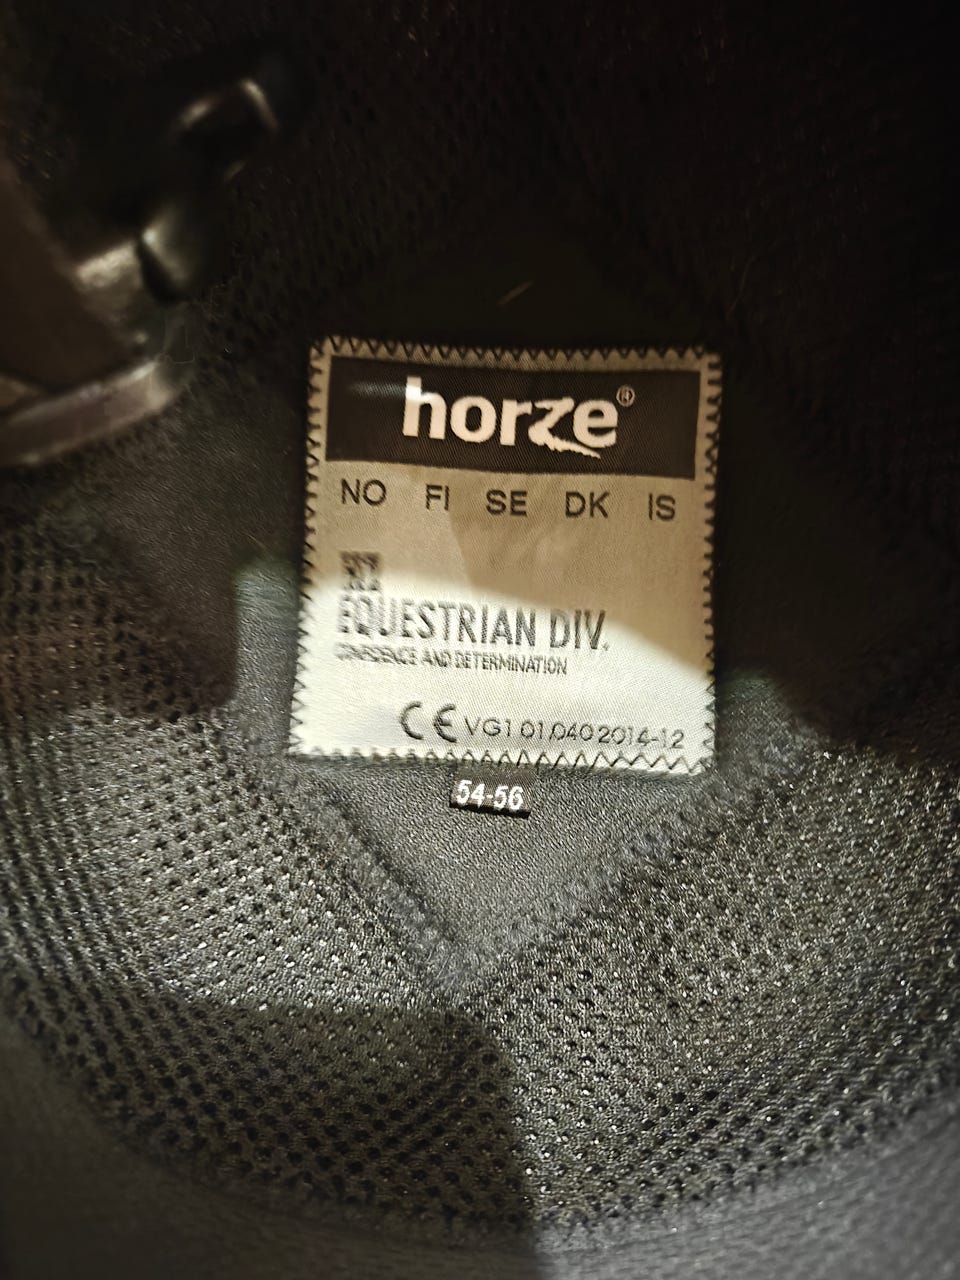 horze®
NO FI SE DK IS
EQUESTRIAN DIV.
CONFIDENCE AND DETERMINATION
CE VG1 01.040 2014-12
54-56